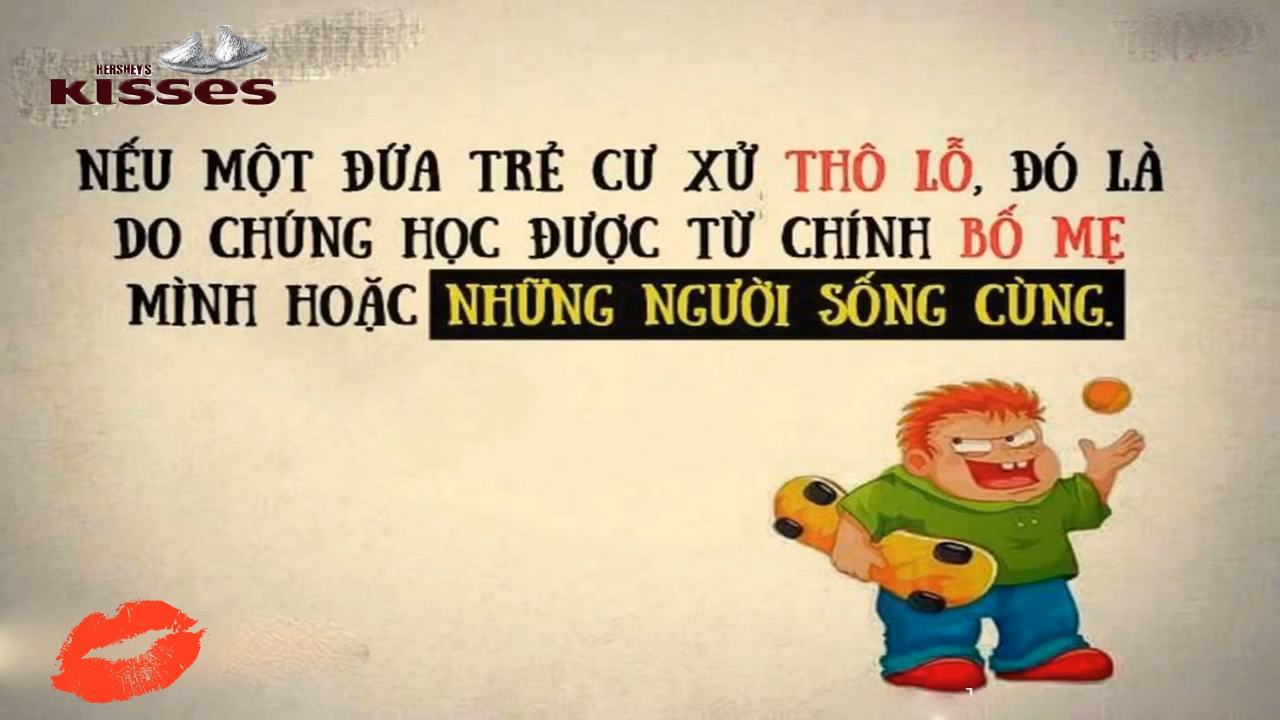 HERSHEY'S
KISSES
NẾU MỘT ĐỨA TRẺ CƯ XỬ THÔ LỖ, ĐÓ LÀ
DO CHÚNG HỌC ĐƯỢC TỪ CHÍNH BỐ MẸ
MÌNH HOẶC NHỮNG NGƯỜI SỐNG CÙNG.